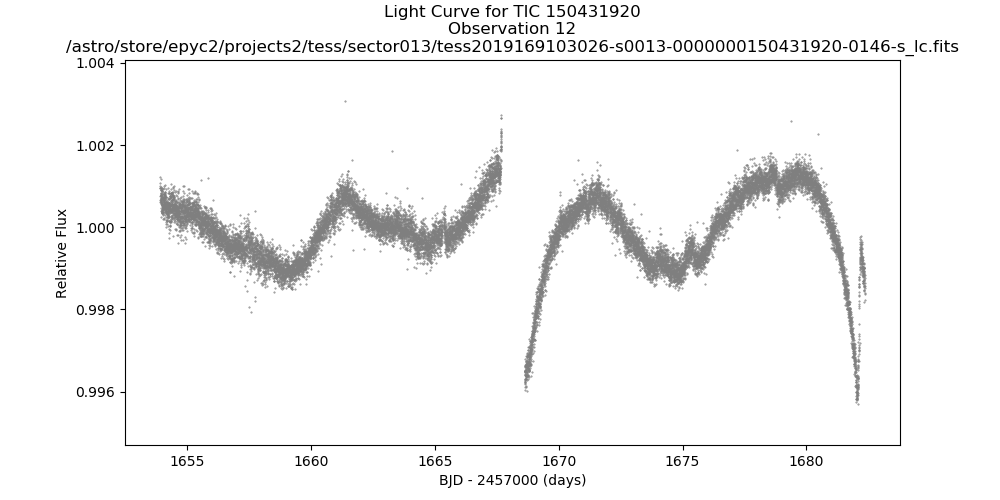 Light Curve for TIC 150431920
Observation 12
/astro/store/epyc2/projects2/tess/sector013/tess2019169103026-s0013-0000000150431920-0146-s_lc.fits
1.004
1.002
1.000
0.998
0.996
Relative Flux
1655
1660
1665
1670
1675
1680
BJD - 2457000 (days)